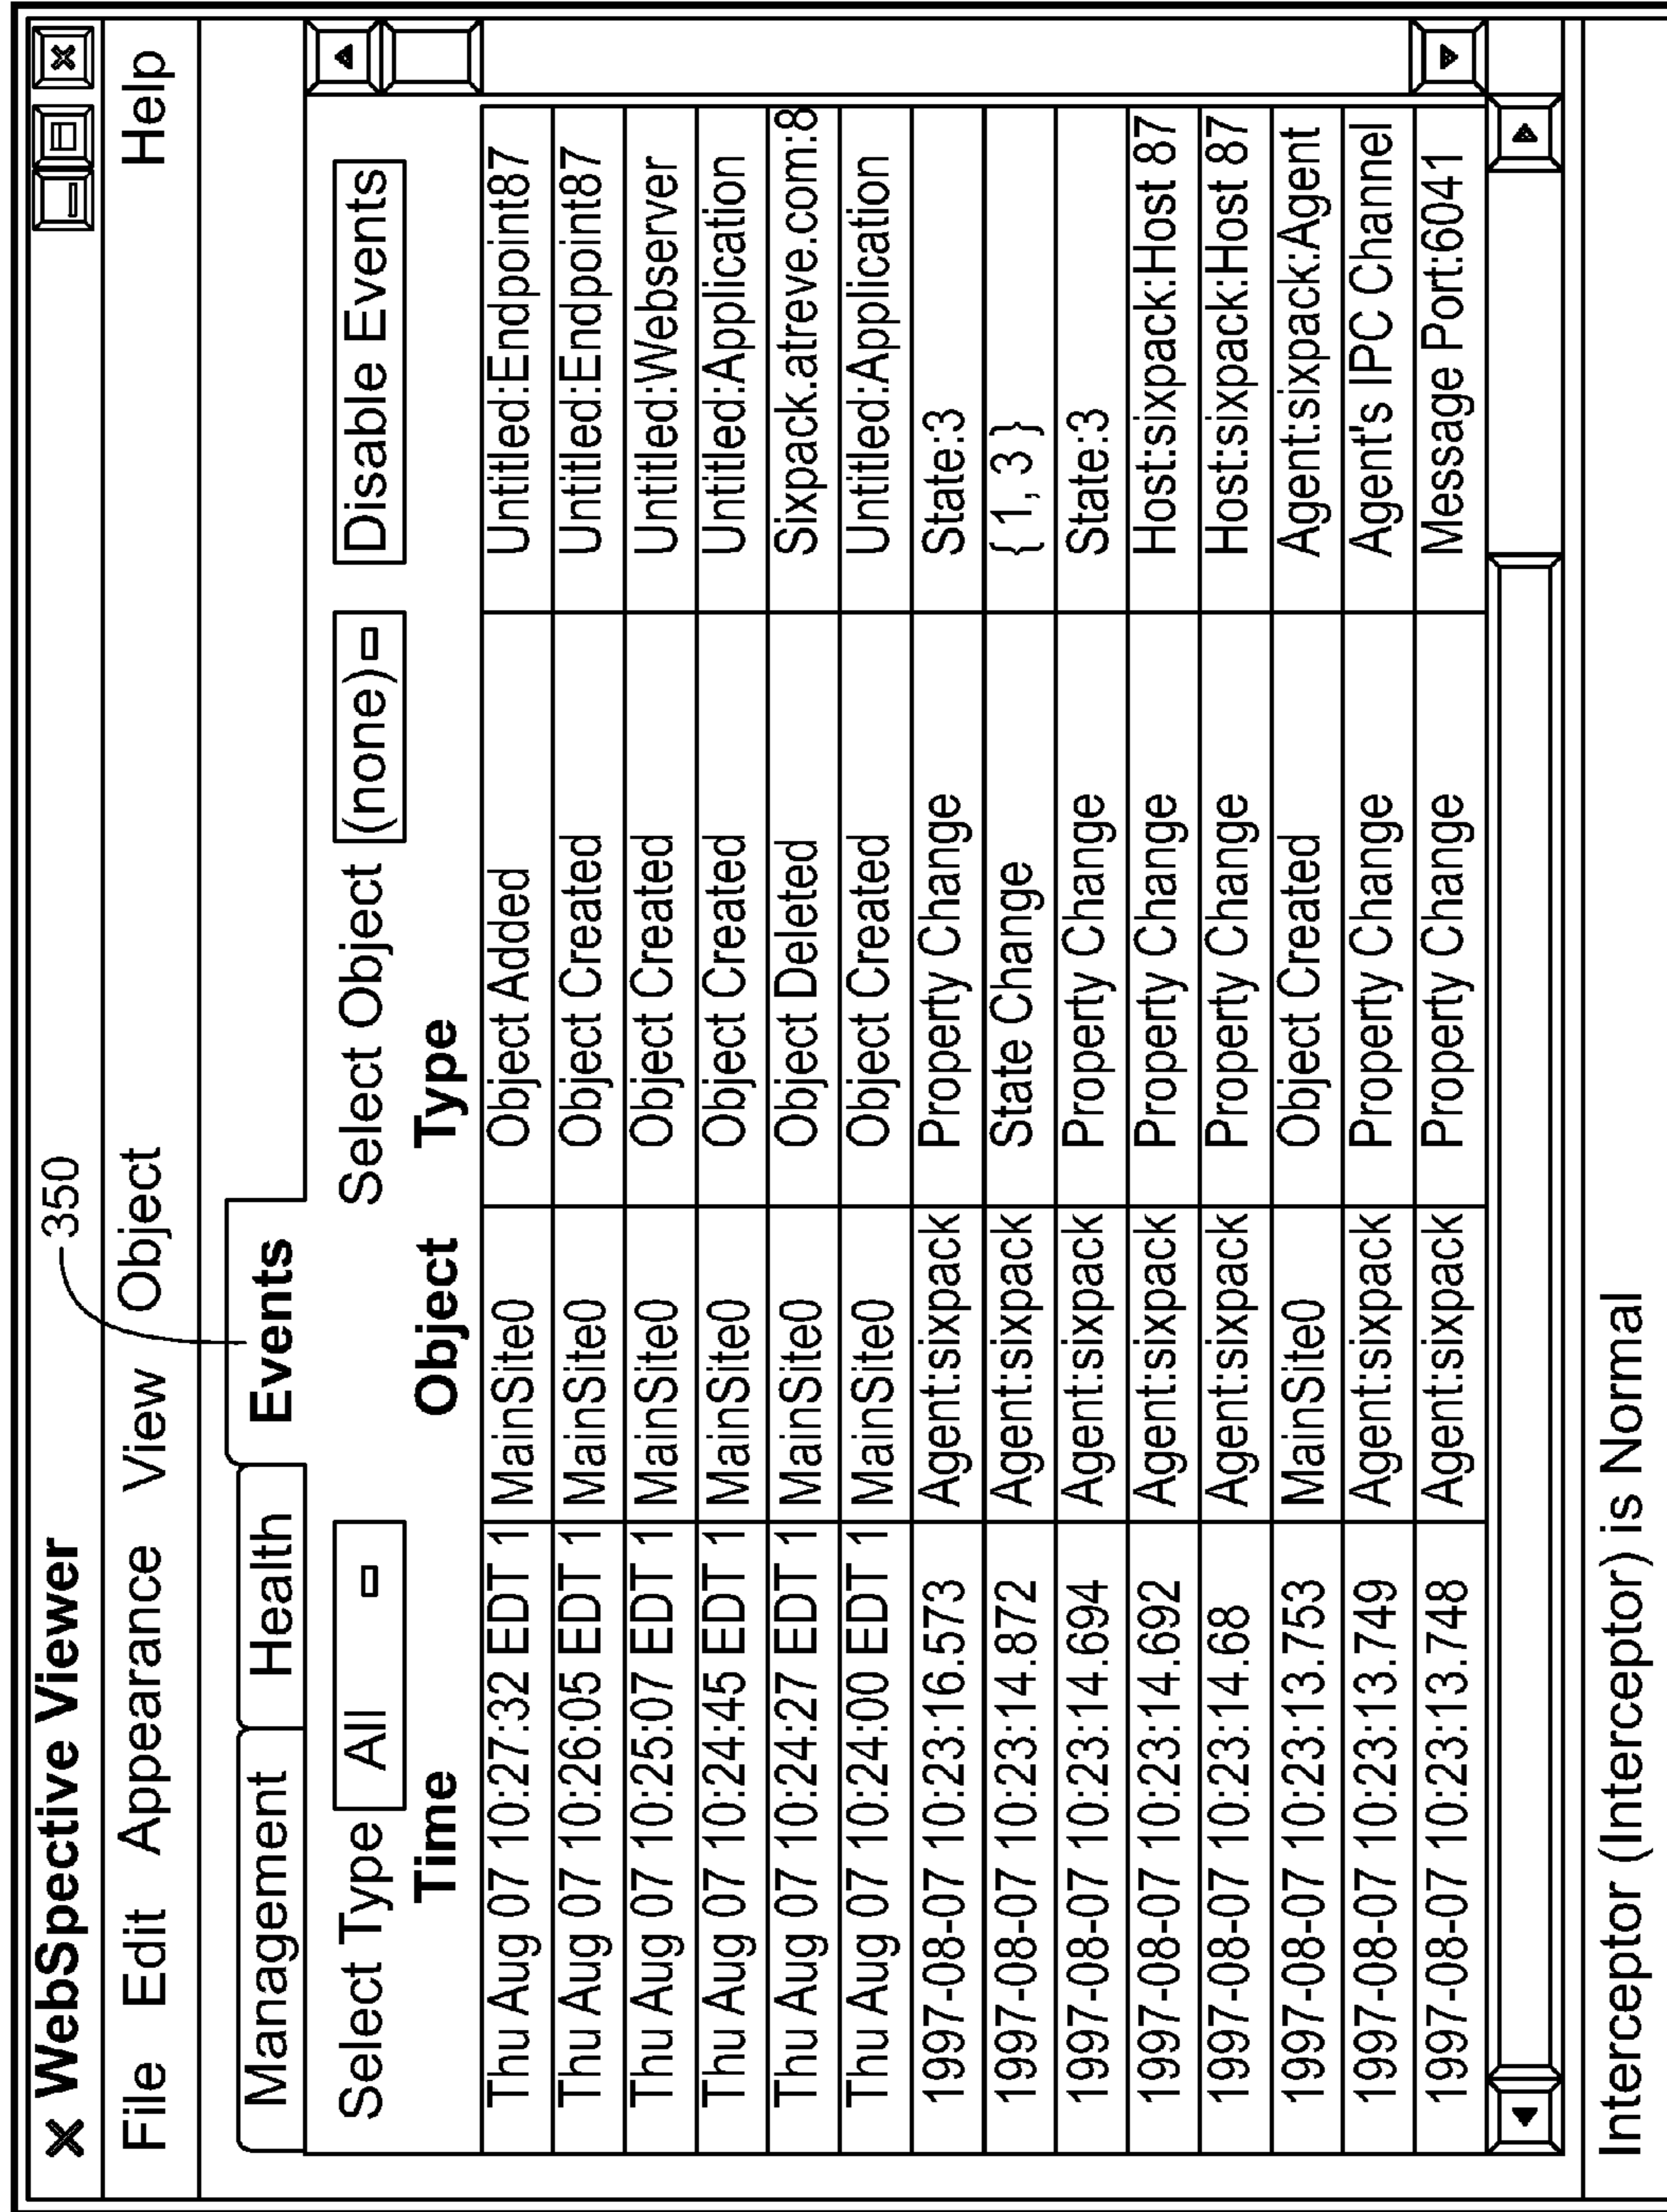 × WebSpective Viewer
350
File Edit Appearance View Object Help
Management Health Events
Select Type All Select Object (none) Disable Events
Time Object Type
Thu Aug 07 10:27:32 EDT 1 MainSite0 Object Added Untitled:Endpoint87
Thu Aug 07 10:26:05 EDT 1 MainSite0 Object Created Untitled:Endpoint87
Thu Aug 07 10:25:07 EDT 1 MainSite0 Object Created Untitled:Webserver
Thu Aug 07 10:24:45 EDT 1 MainSite0 Object Created Untitled:Application
Thu Aug 07 10:24:27 EDT 1 MainSite0 Object Deleted Sixpack.atreve.com:8
Thu Aug 07 10:24:00 EDT 1 MainSite0 Object Created Untitled:Application
1997-08-07 10:23:16.573 Agent:sixpack Property Change State:3
1997-08-07 10:23:14.872 Agent:sixpack State Change { 1, 3 }
1997-08-07 10:23:14.694 Agent:sixpack Property Change State:3
1997-08-07 10:23:14.692 Agent:sixpack Property Change Host:sixpack:Host 87
1997-08-07 10:23:14.68 Agent:sixpack Property Change Host:sixpack:Host 87
1997-08-07 10:23:13.753 MainSite0 Object Created Agent:sixpack:Agent
1997-08-07 10:23:13.749 Agent:sixpack Property Change Agent's IPC Channel
1997-08-07 10:23:13.748 Agent:sixpack Property Change Message Port:6041
Interceptor (Interceptor) is Normal